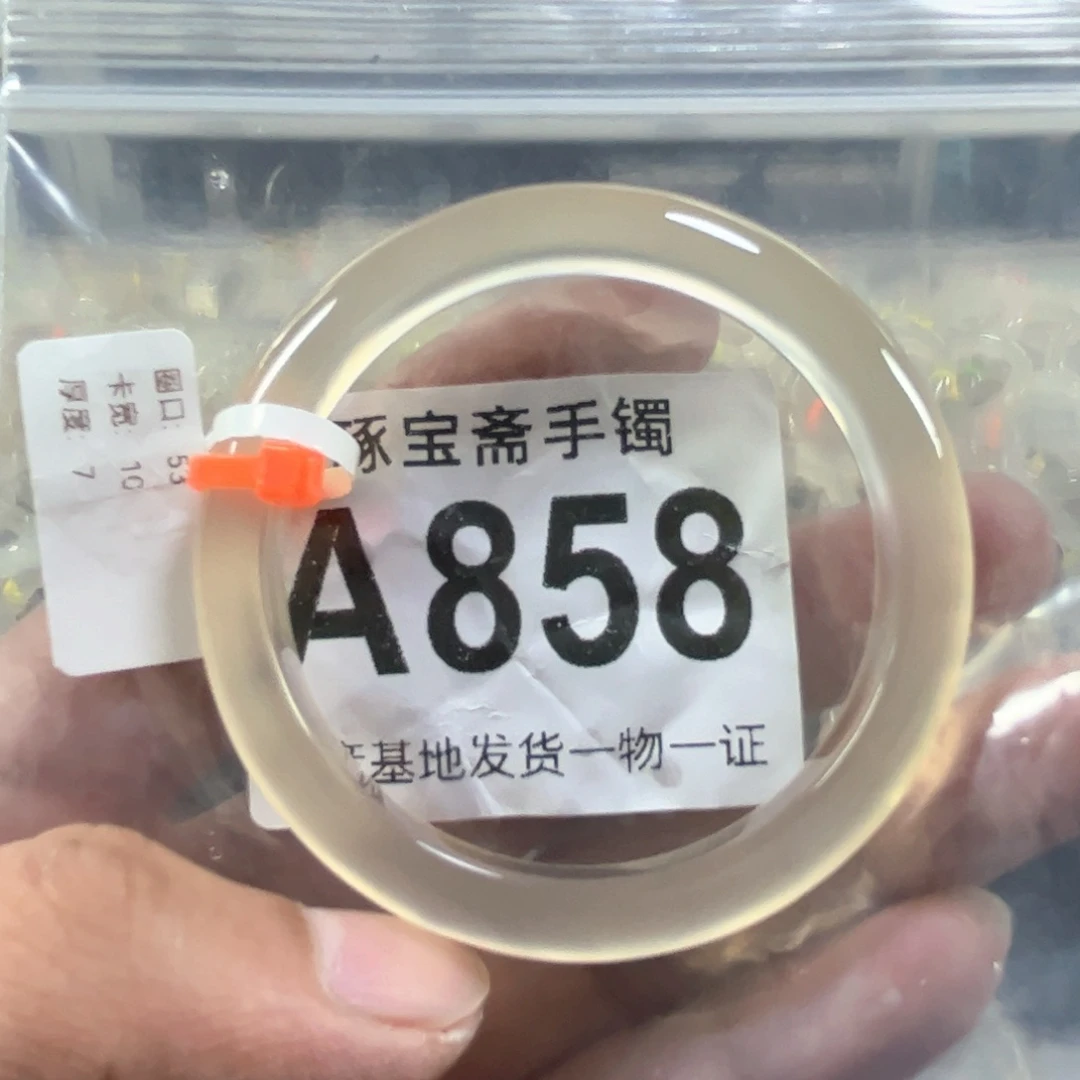 圈口: 53
卡宽: 10
厚度: 7
琢宝斋手镯
A858
基地发货一物一证